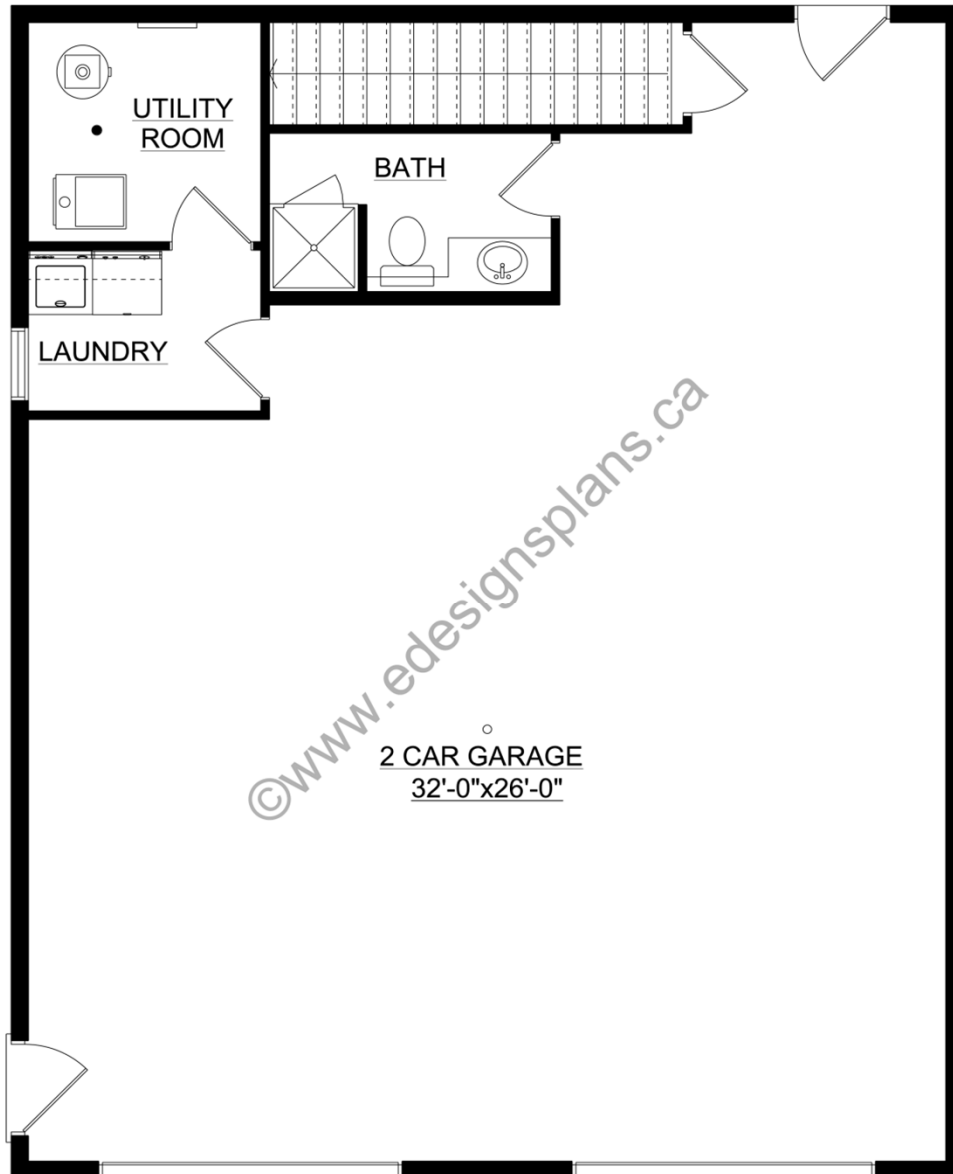 UTILITY
ROOM
BATH
LAUNDRY
©www.edesignsplans.ca
2 CAR GARAGE
32'-0"x26'-0"